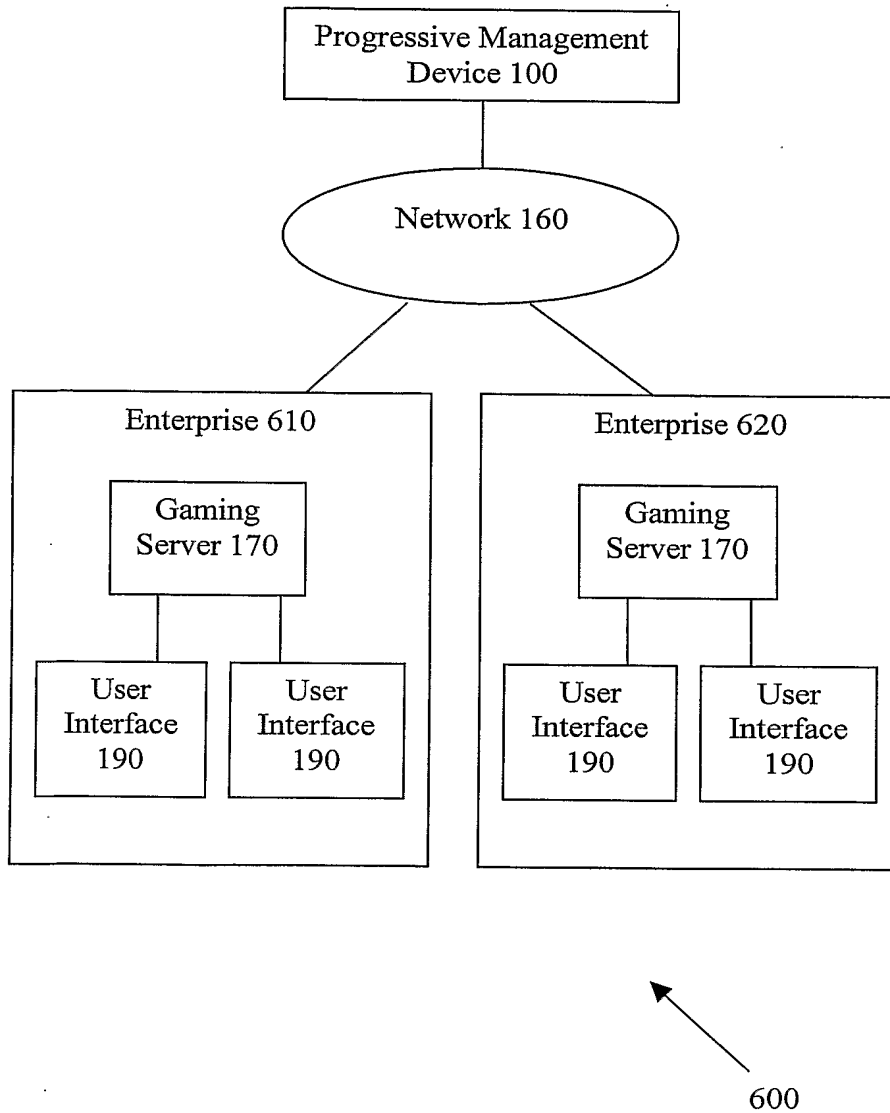 Progressive Management
Device 100
Network 160
Enterprise 610
Gaming
Server 170
User
Interface
190
User
Interface
190
Enterprise 620
Gaming
Server 170
User
Interface
190
User
Interface
190
600